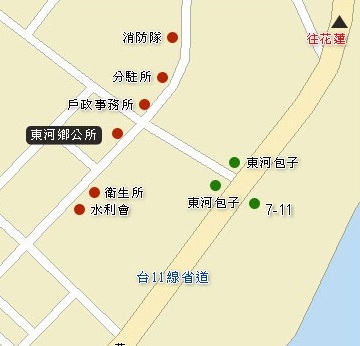 往花蓮
消防隊
分駐所
戶政事務所
東河鄉公所
東河包子
衛生所
東河包子
水利會
7-11
台11線省道